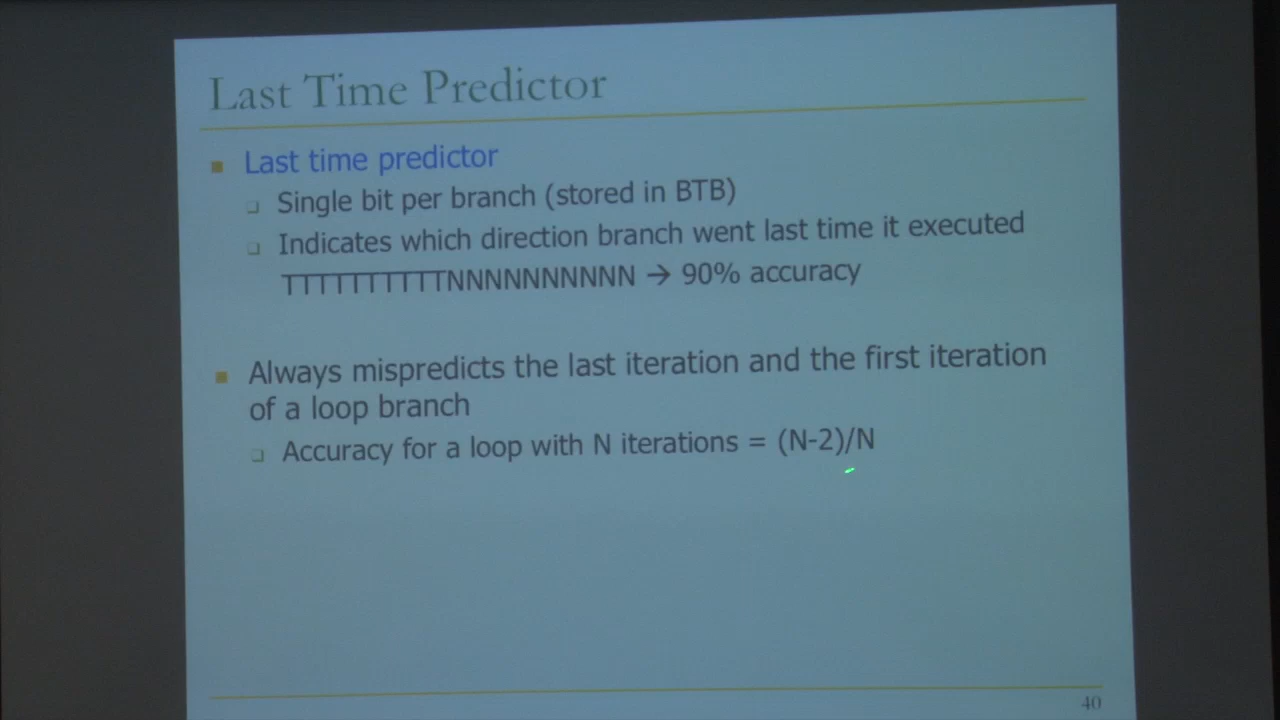 Last Time Predictor
Last time predictor
Single bit per branch (stored in BTB)
Indicates which direction branch went last time it executed
TTTTTTTTTTTNNNNNNNNNN → 90% accuracy
Always mispredicts the last iteration and the first iteration
of a loop branch
Accuracy for a loop with N iterations = (N-2)/N
40